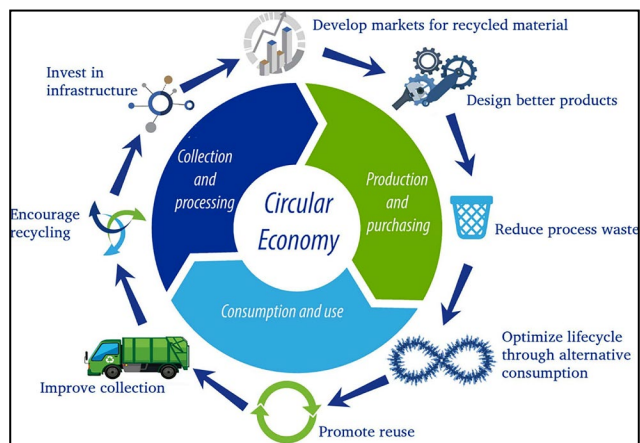 Develop markets for recycled material
Design better products
Reduce process waste
Optimize lifecycle
through alternative
consumption
Promote reuse
Improve collection
Encourage
recycling
Invest in
infrastructure
Collection
and
processing
Production
and
purchasing
Consumption and use
Circular
Economy